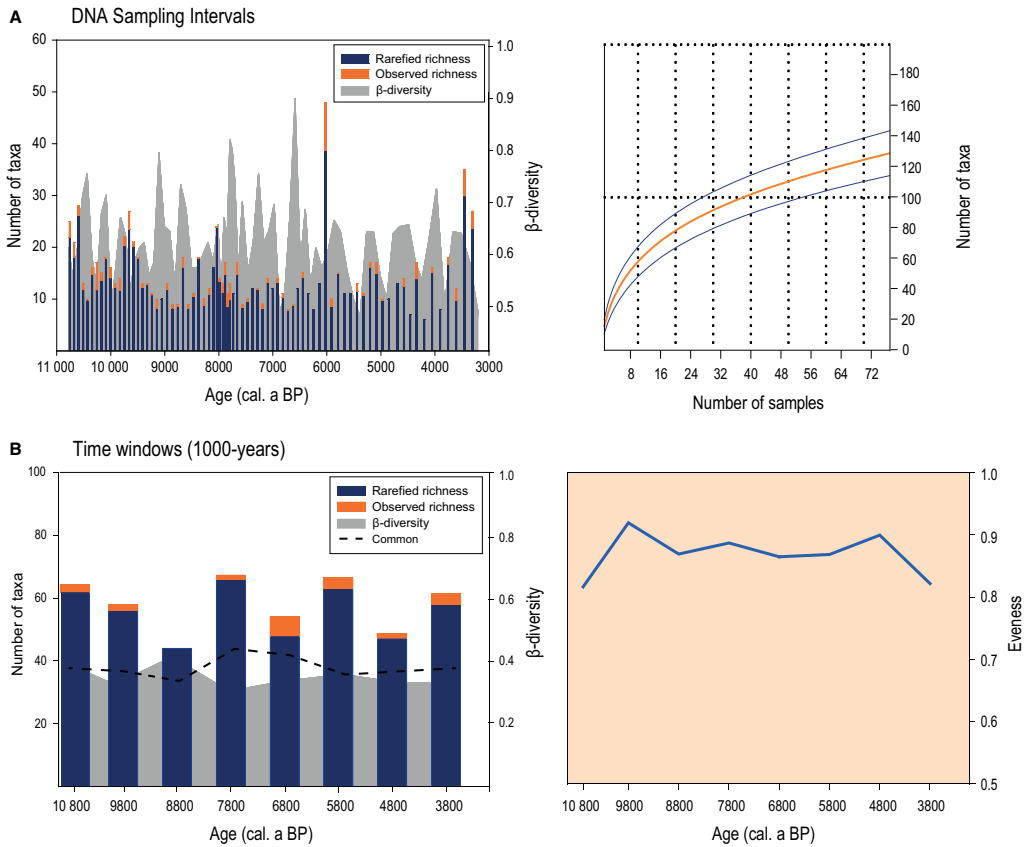 A
DNA Sampling Intervals
60
50
40
30
20
10
Number of taxa
1.0
0.9
0.8
0.7
0.6
0.5
β-diversity
Rarefied richness
Observed richness
β-diversity
11 000 10 000 9000 8000 7000 6000 5000 4000 3000
Age (cal. a BP)
180
160
140
120
100
80
60
40
20
0
Number of taxa
8 16 24 32 40 48 56 64 72
Number of samples
B
Time windows (1000-years)
100
80
60
40
20
Number of taxa
1.0
0.8
0.6
0.4
0.2
β-diversity
Rarefied richness
Observed richness
β-diversity
Common
10 800 9800 8800 7800 6800 5800 4800 3800
Age (cal. a BP)
1.0
0.9
0.8
0.7
0.6
0.5
Eveness
10 800 9800 8800 7800 6800 5800 4800 3800
Age (cal. a BP)